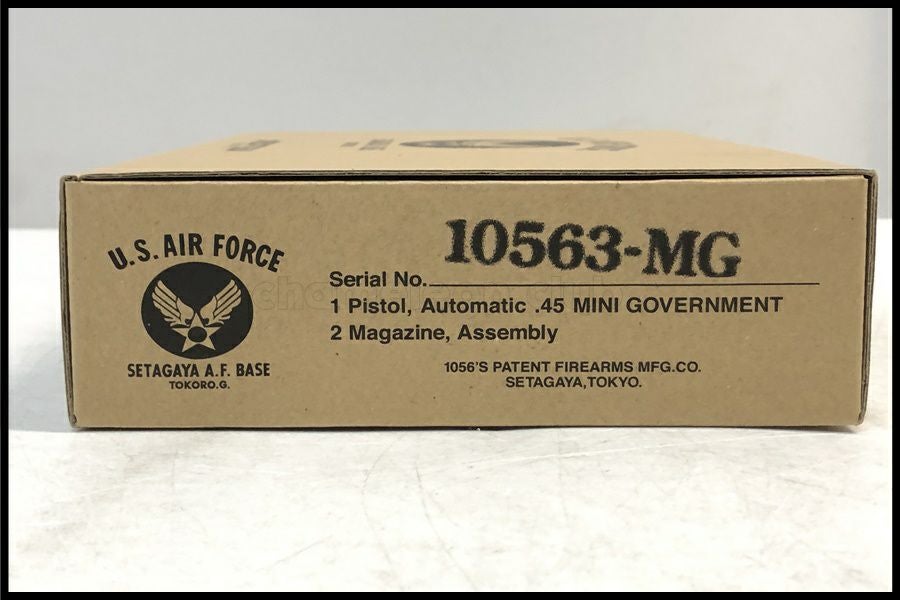 U.S. AIR FORCE
SETAGAYA A.F. BASE
TOKORO.G.
10563-MG
Serial No.
1 Pistol, Automatic .45 MINI GOVERNMENT
2 Magazine, Assembly
1056'S PATENT FIREARMS MFG.CO.
SETAGAYA,TOKYO.